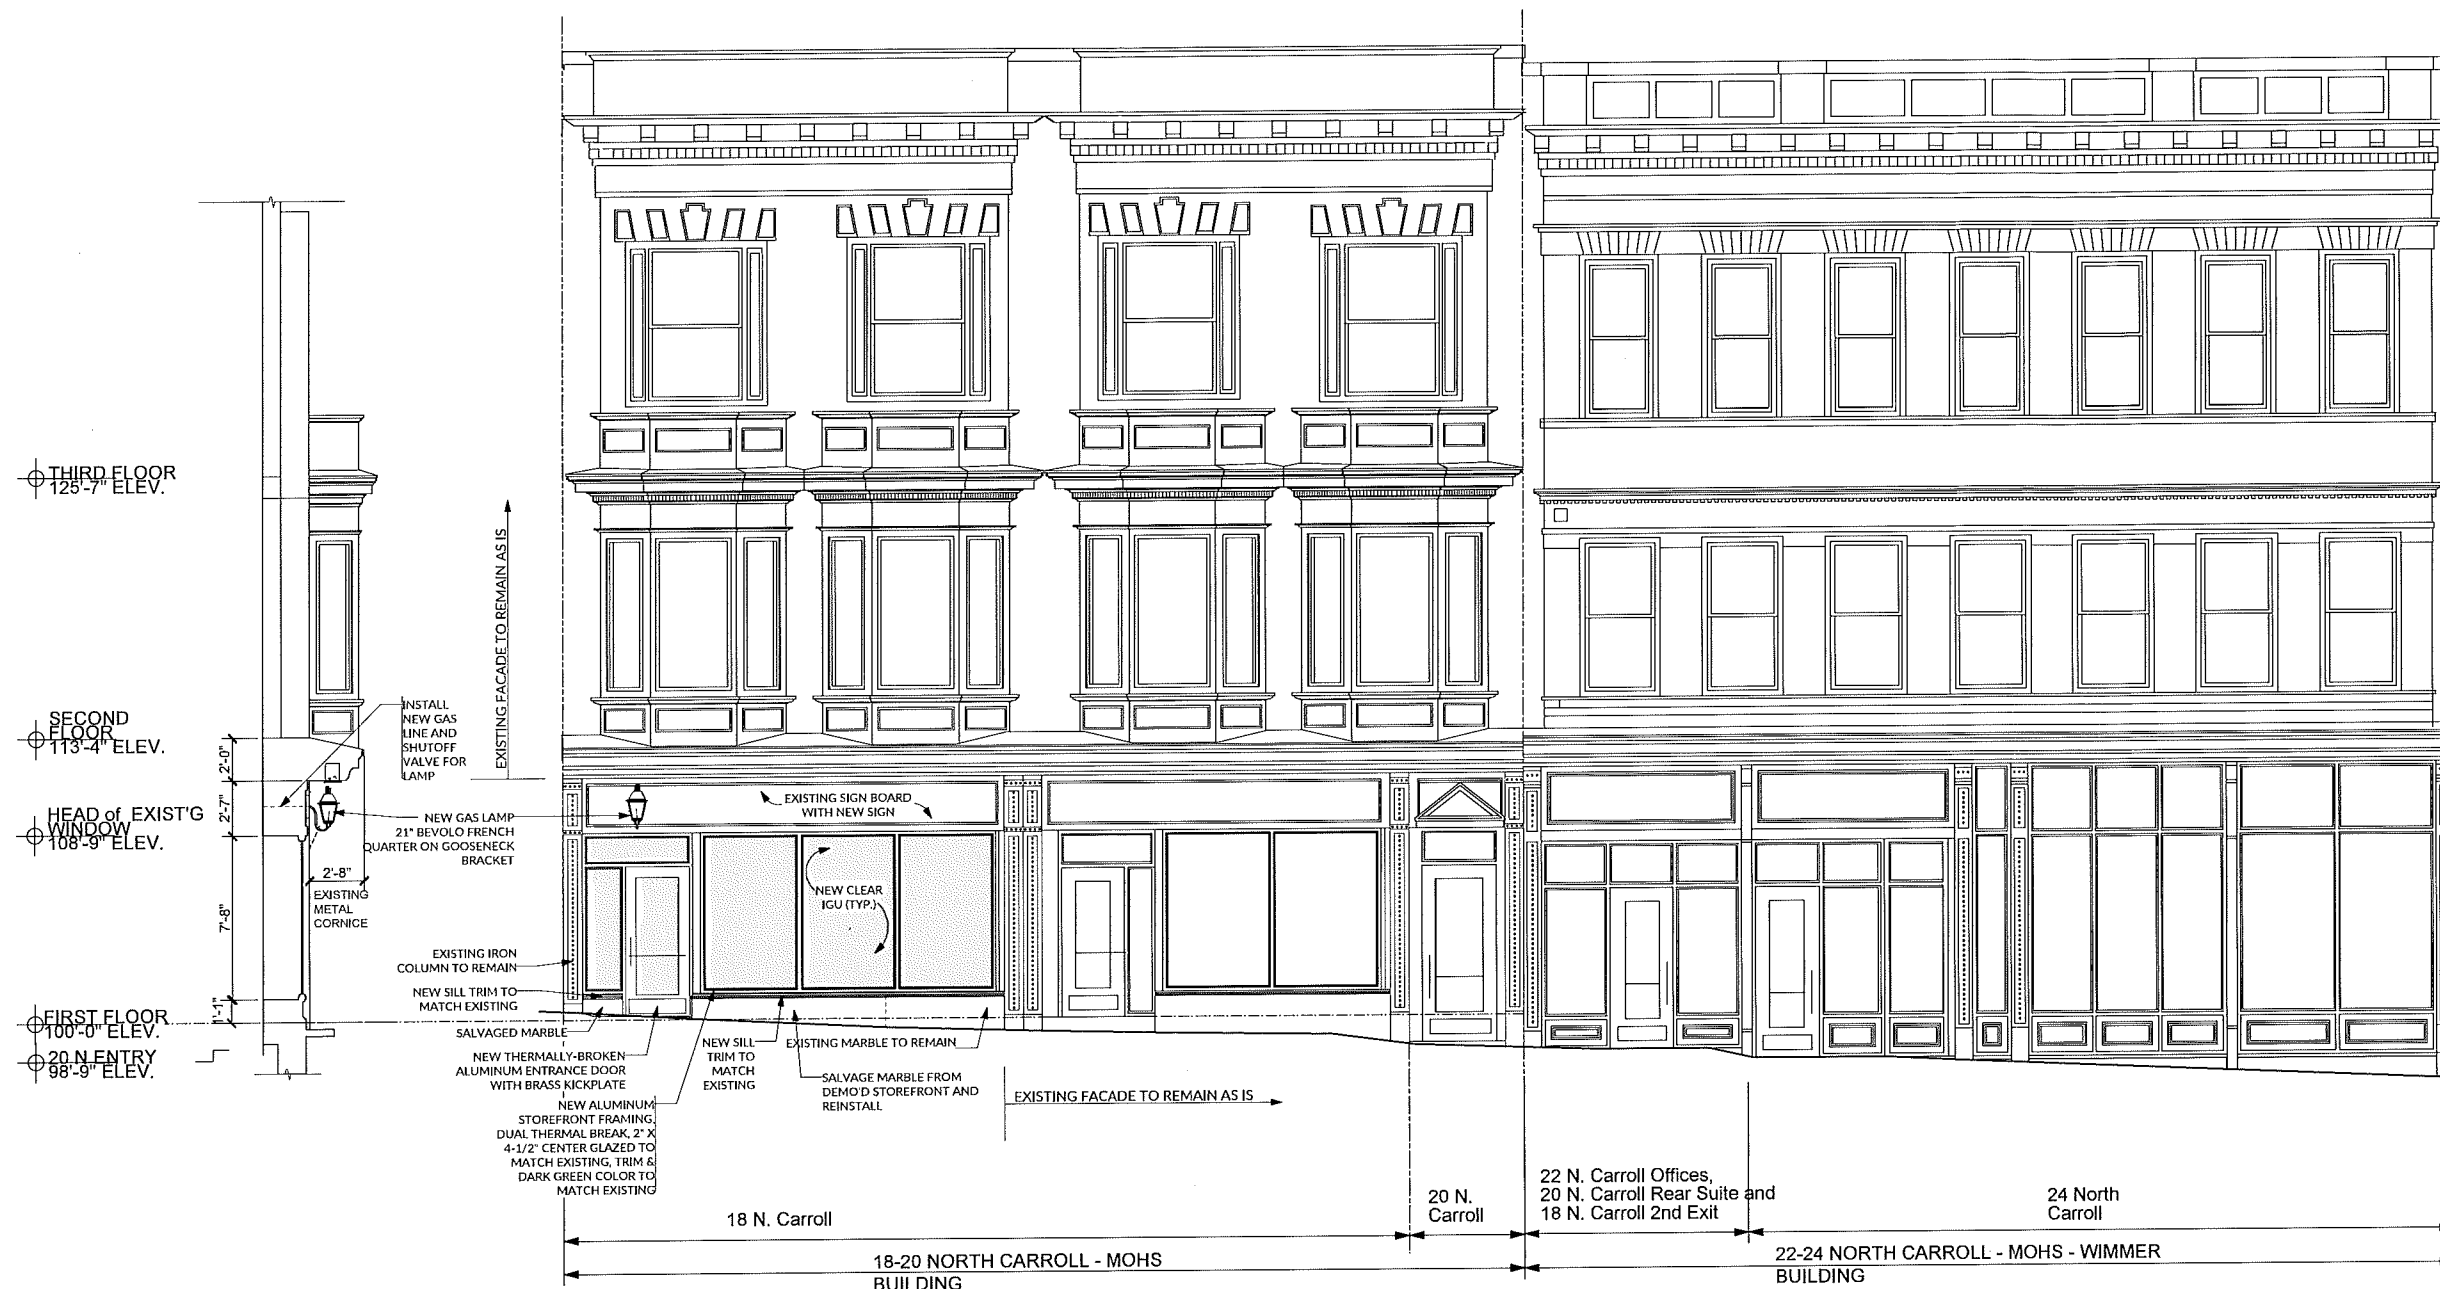 THIRD FLOOR
125'-7" ELEV.
SECOND
FLOOR
113'-4" ELEV.
HEAD of EXIST'G
WINDOW
108'-9" ELEV.
FIRST FLOOR
100'-0" ELEV.
20 N ENTRY
98'-9" ELEV.
2'-0"
2'-7"
7'-8"
1'-1"
2'-8"
EXISTING
METAL
CORNICE
INSTALL
NEW GAS
LINE AND
SHUTOFF
VALVE FOR
LAMP
EXISTING FACADE TO REMAIN AS IS
NEW GAS LAMP
21" BEVOLO FRENCH
QUARTER ON GOOSENECK
BRACKET
EXISTING SIGN BOARD
WITH NEW SIGN
NEW CLEAR
IGU (TYP.)
EXISTING IRON
COLUMN TO REMAIN
NEW SILL TRIM TO
MATCH EXISTING
SALVAGED MARBLE
NEW THERMALLY-BROKEN
ALUMINUM ENTRANCE DOOR
WITH BRASS KICKPLATE
NEW ALUMINUM
STOREFRONT FRAMING,
DUAL THERMAL BREAK, 2" X
4-1/2" CENTER GLAZED TO
MATCH EXISTING, TRIM &
DARK GREEN COLOR TO
MATCH EXISTING
NEW SILL
TRIM TO
MATCH
EXISTING
EXISTING MARBLE TO REMAIN
SALVAGE MARBLE FROM
DEMO'D STOREFRONT AND
REINSTALL
EXISTING FACADE TO REMAIN AS IS
18 N. Carroll
20 N.
Carroll
22 N. Carroll Offices,
20 N. Carroll Rear Suite and
18 N. Carroll 2nd Exit
24 North
Carroll
18-20 NORTH CARROLL - MOHS
BUILDING
22-24 NORTH CARROLL - MOHS - WIMMER
BUILDING